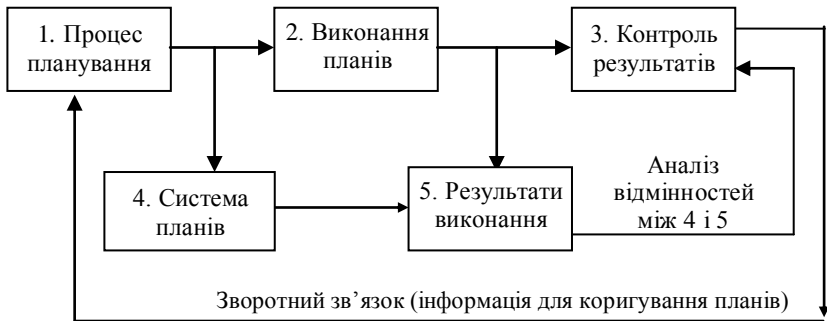 1. Процес
планування
2. Виконання
планів
3. Контроль
результатів
4. Система
планів
5. Результати
виконання
Аналіз
відмінностей
між 4 і 5
Зворотний зв’язок (інформація для коригування планів)